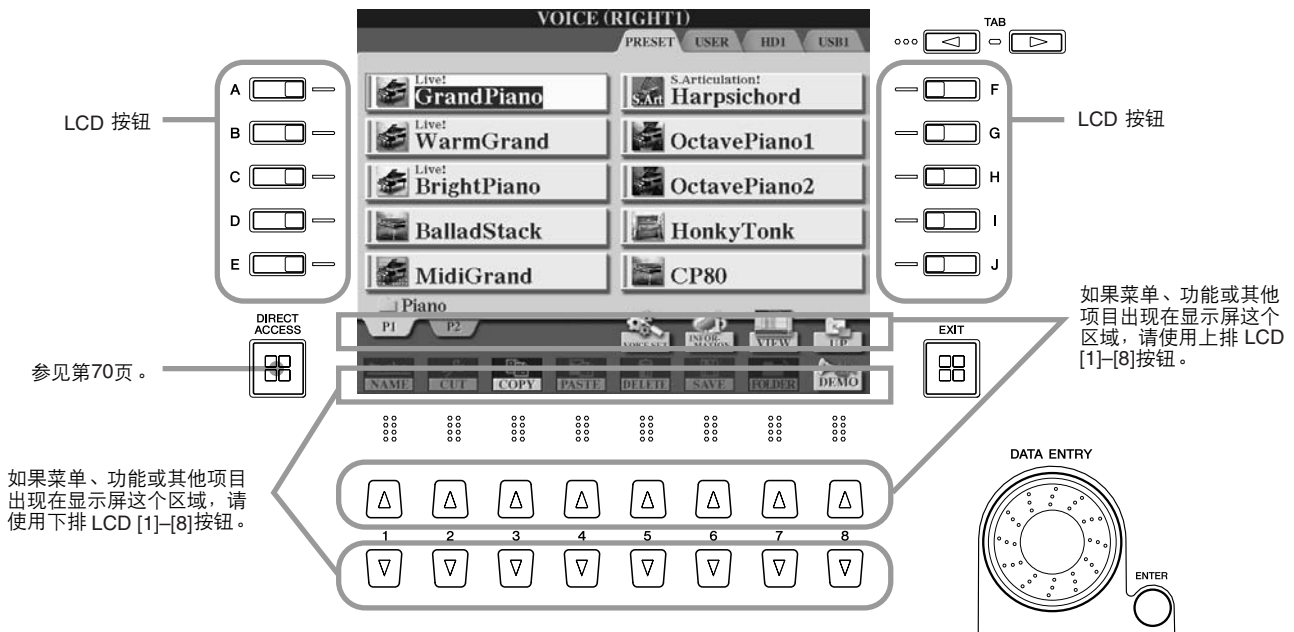 VOICE (RIGHT1)
PRESET USER HD1 USB1
TAB
LCD 按钮
A
B
C
D
E
Live!
GrandPiano
Live!
WarmGrand
Live!
BrightPiano
BalladStack
MidiGrand
S.Articulation!
S.Art
Harpsichord
OctavePiano1
OctavePiano2
HonkyTonk
CP80
F
G
H
I
J
LCD 按钮
Piano
P1 P2 VOICE SET INFOR-
MATION VIEW UP
NAME CUT COPY PASTE DELETE SAVE FOLDER DEMO
DIRECT
ACCESS
参见第70页。
EXIT
如果菜单、功能或其他
项目出现在显示屏这个
区域，请使用上排 LCD
[1]–[8]按钮。
如果菜单、功能或其他项目
出现在显示屏这个区域，请
使用下排 LCD [1]–[8]按钮。
1 2 3 4 5 6 7 8
DATA ENTRY
ENTER